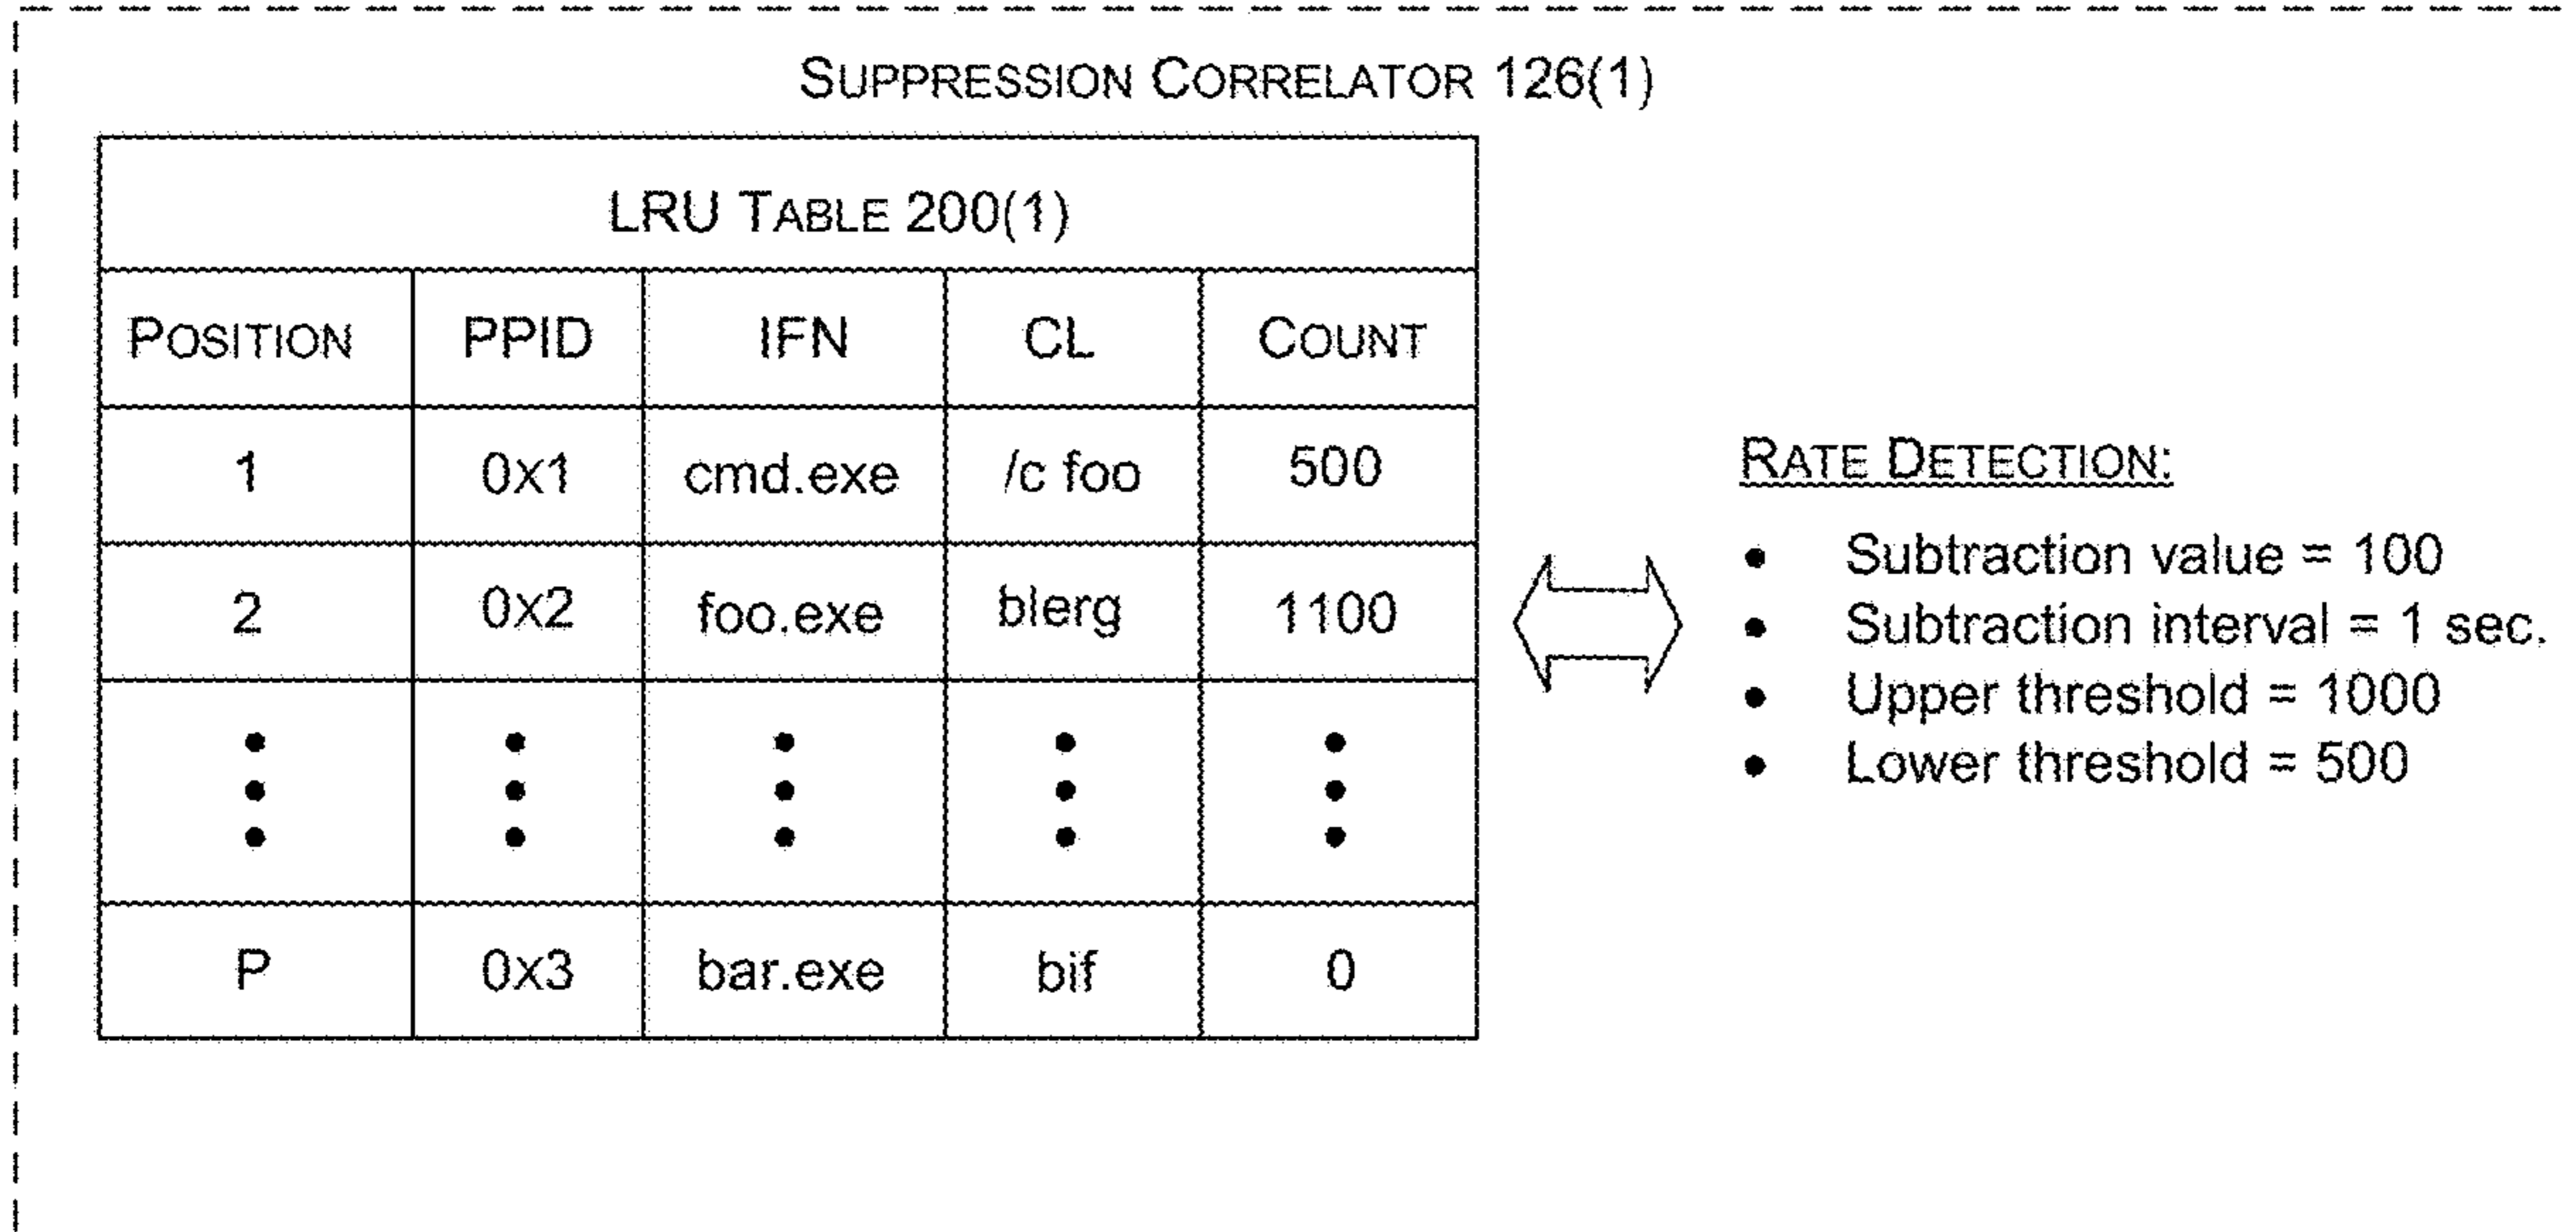 SUPPRESSION CORRELATOR 126(1)
LRU TABLE 200(1)
POSITION PPID IFN CL COUNT
1 0x1 cmd.exe /c foo 500
2 0x2 foo.exe blerg 1100
P 0x3 bar.exe bif 0
RATE DETECTION:
• Subtraction value = 100
• Subtraction interval = 1 sec.
• Upper threshold = 1000
• Lower threshold = 500